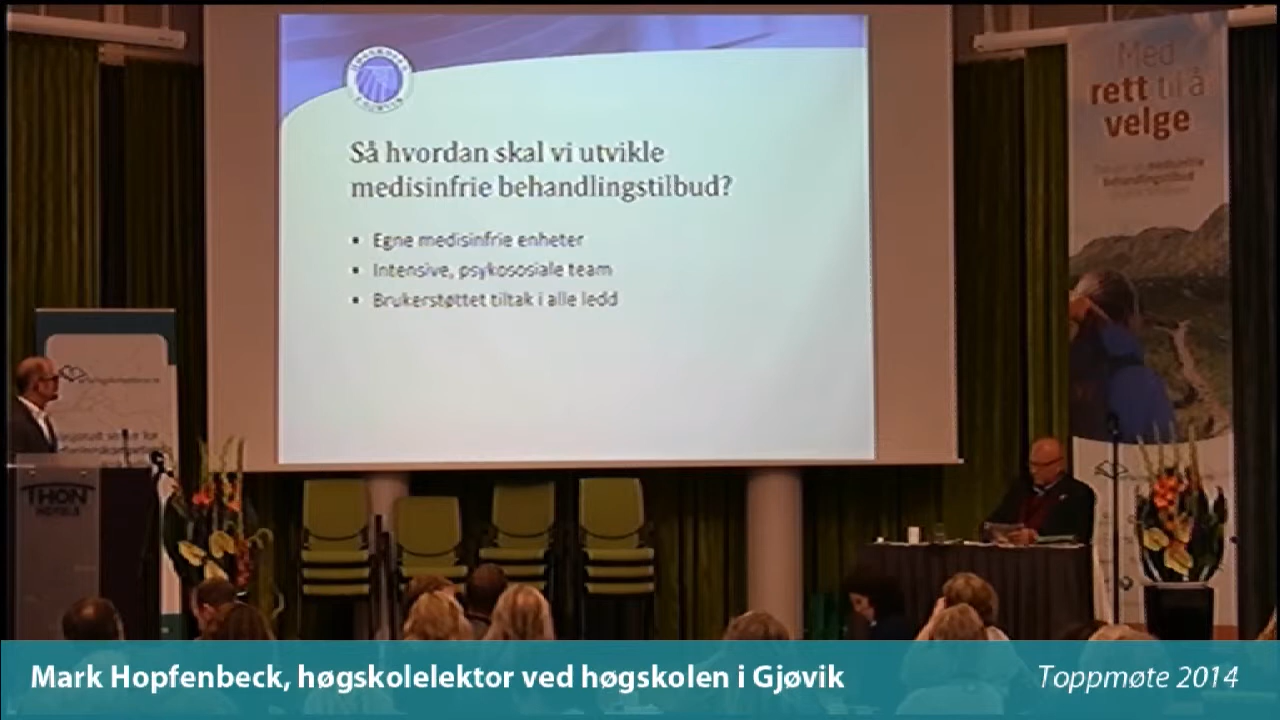 Så hvordan skal vi utvikle
medisinfrie behandlingstilbud?
▪ Egne medisinfrie enheter
▪ Intensive, psykososiale team
▪ Brukerstøttet tiltak i alle ledd
Med
rett til å
velge
behandlingstilbud
THON
HOTELS
Mark Hopfenbeck, høgskolelektor ved høgskolen i Gjøvik
Toppmøte 2014